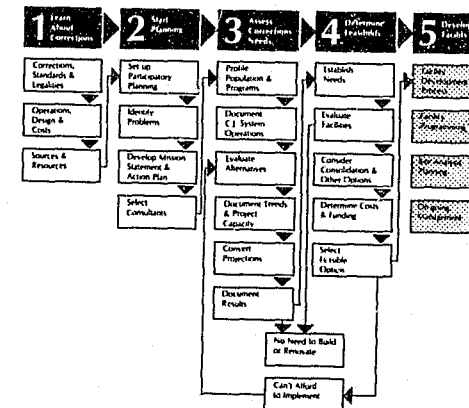 1 Learn
About
Corrections
Corrections,
Standards &
Legalities
Operations,
Design &
Costs
Sources &
Resources
2 Start
Planning
Set up
Participatory
Planning
Identify
Problems
Develop Mission
Statement &
Action Plan
Select
Consultants
3 Assess
Corrections
Needs
Profile
Population &
Programs
Document
C.J. System
Operations
Evaluate
Alternatives
Document Trends
& Project
Capacity
Convert
Projections
Document
Results
4 Determine
Feasibility
Establish
Needs
Evaluate
Facilities
Consider
Consolidation &
Other Options
Determine Costs
& Funding
Select
Feasible
Option
No Need to Build
or Renovate
Can't Afford
to Implement
5 Develop
Facility
Facility
Development
Process
Facility
Programming
Planning
Management